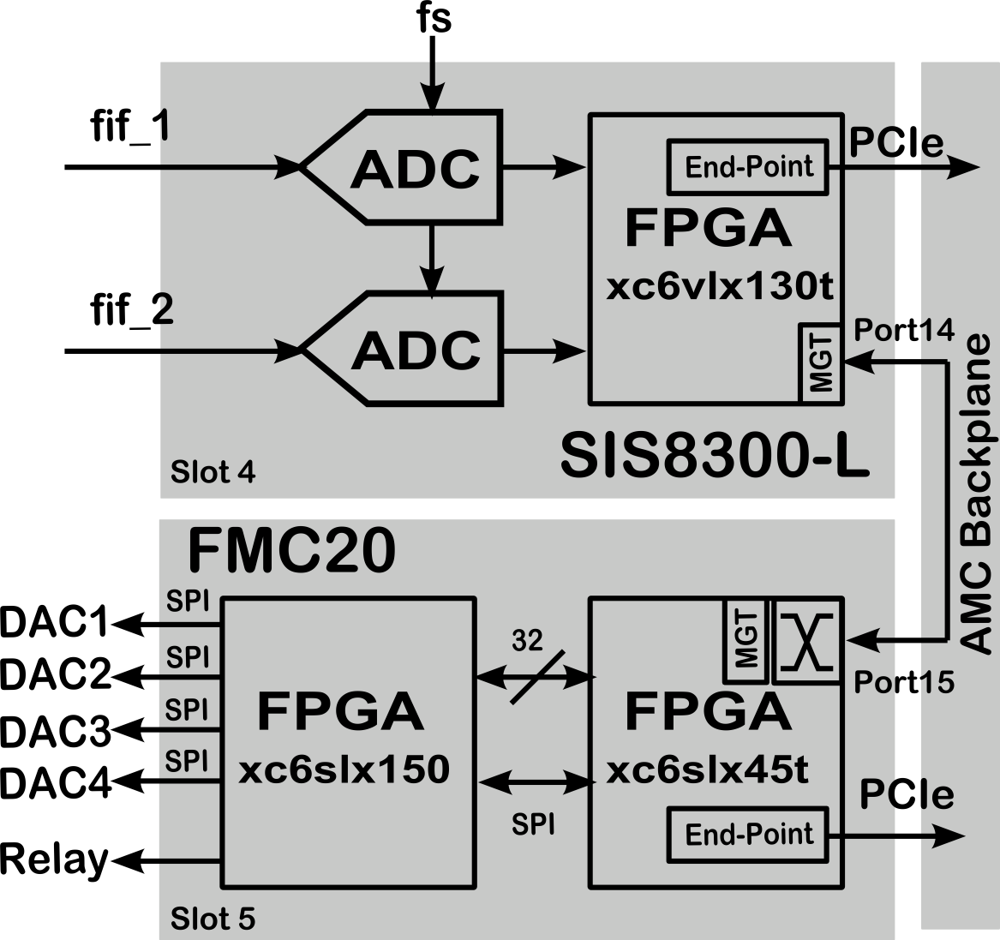 fs
fif_1
ADC
End-Point
PCIe
FPGA
xc6vlx130t
fif_2
ADC
MGT
Port14
SIS8300-L
Slot 4
AMC Backplane
FMC20
SPI
DAC1
SPI
DAC2
SPI
DAC3
SPI
DAC4
Relay
FPGA
xc6slx150
32
SPI
MGT
Port15
FPGA
xc6slx45t
End-Point
PCIe
Slot 5